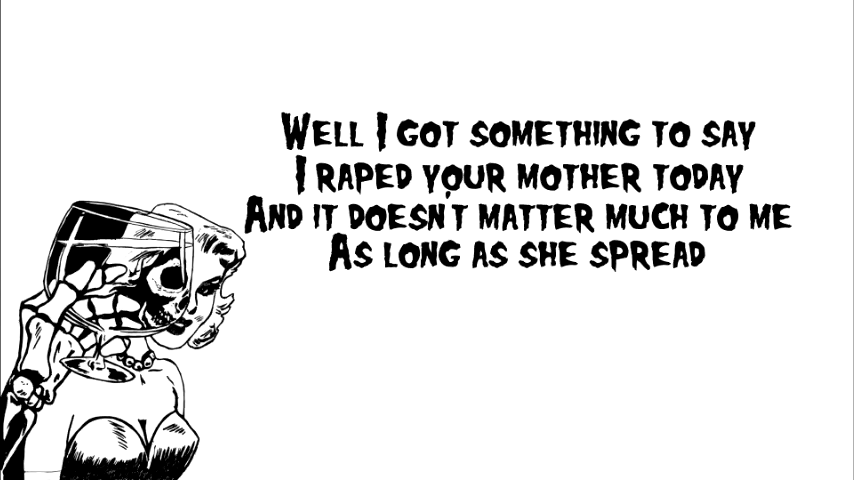 Well I got something to say
I raped your mother today
And it doesn't matter much to me
As long as she spread